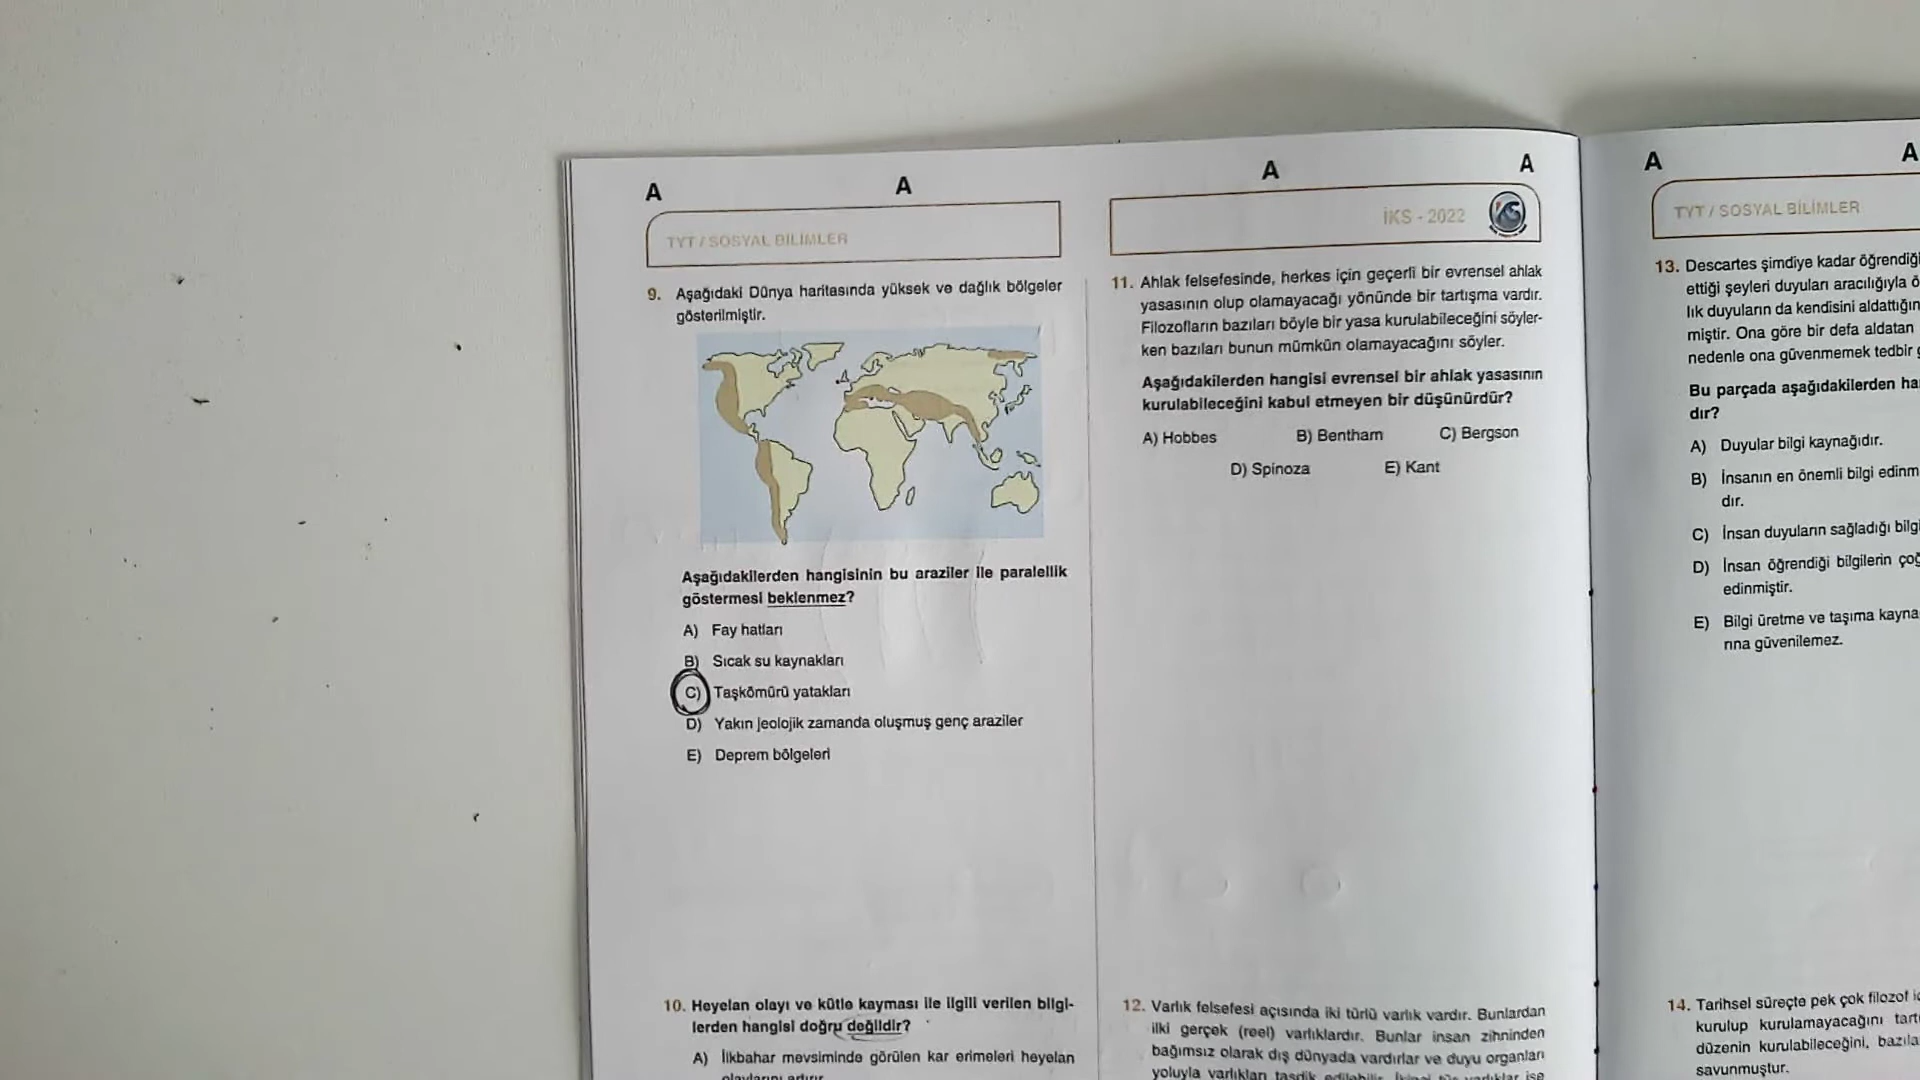 A
A
TYT / SOSYAL BİLİMLER
9. Aşağıdaki Dünya haritasında yüksek ve dağlık bölgeler
gösterilmiştir.
Aşağıdakilerden hangisinin bu araziler ile paralellik
göstermesi beklenmez?
A) Fay hatları
B) Sıcak su kaynakları
C) Taşkömürü yatakları
D) Yakın jeolojik zamanda oluşmuş genç araziler
E) Deprem bölgeleri
10. Heyelan olayı ve kütle kayması ile ilgili verilen bilgi-
lerden hangisi doğru değildir?
A) İlkbahar mevsiminde görülen kar erimeleri heyelan
olaylarını artırır
A
A
İKS - 2022
11. Ahlak felsefesinde, herkes için geçerli bir evrensel ahlak
yasasının olup olamayacağı yönünde bir tartışma vardır.
Filozofların bazıları böyle bir yasa kurulabileceğini söyler-
ken bazıları bunun mümkün olamayacağını söyler.
Aşağıdakilerden hangisi evrensel bir ahlak yasasının
kurulabileceğini kabul etmeyen bir düşünürdür?
A) Hobbes B) Bentham C) Bergson
D) Spinoza E) Kant
12. Varlık felsefesi açısında iki türlü varlık vardır. Bunlardan
ilki gerçek (reel) varlıklardır. Bunlar insan zihninden
bağımsız olarak dış dünyada vardırlar ve duyu organları
yoluyla varlıkları tasdik edilebilir. İkinci tür varlıklar ise
A
A
TYT / SOSYAL BİLİMLER
13. Descartes şimdiye kadar öğrendiği
ettiği şeyleri duyuları aracılığıyla ö
lık duyuların da kendisini aldattığın
miştir. Ona göre bir defa aldatan
nedenle ona güvenmemek tedbir g
Bu parçada aşağıdakilerden ha
dır?
A) Duyular bilgi kaynağıdır.
B) İnsanın en önemli bilgi edinm
dır.
C) İnsan duyuların sağladığı bilgi
D) İnsan öğrendiği bilgilerin çoğ
edinmiştir.
E) Bilgi üretme ve taşıma kayna
rına güvenilemez.
14. Tarihsel süreçte pek çok filozof i
kurulup kurulamayacağını tart
düzenin kurulabileceğini, bazıla
savunmuştur.